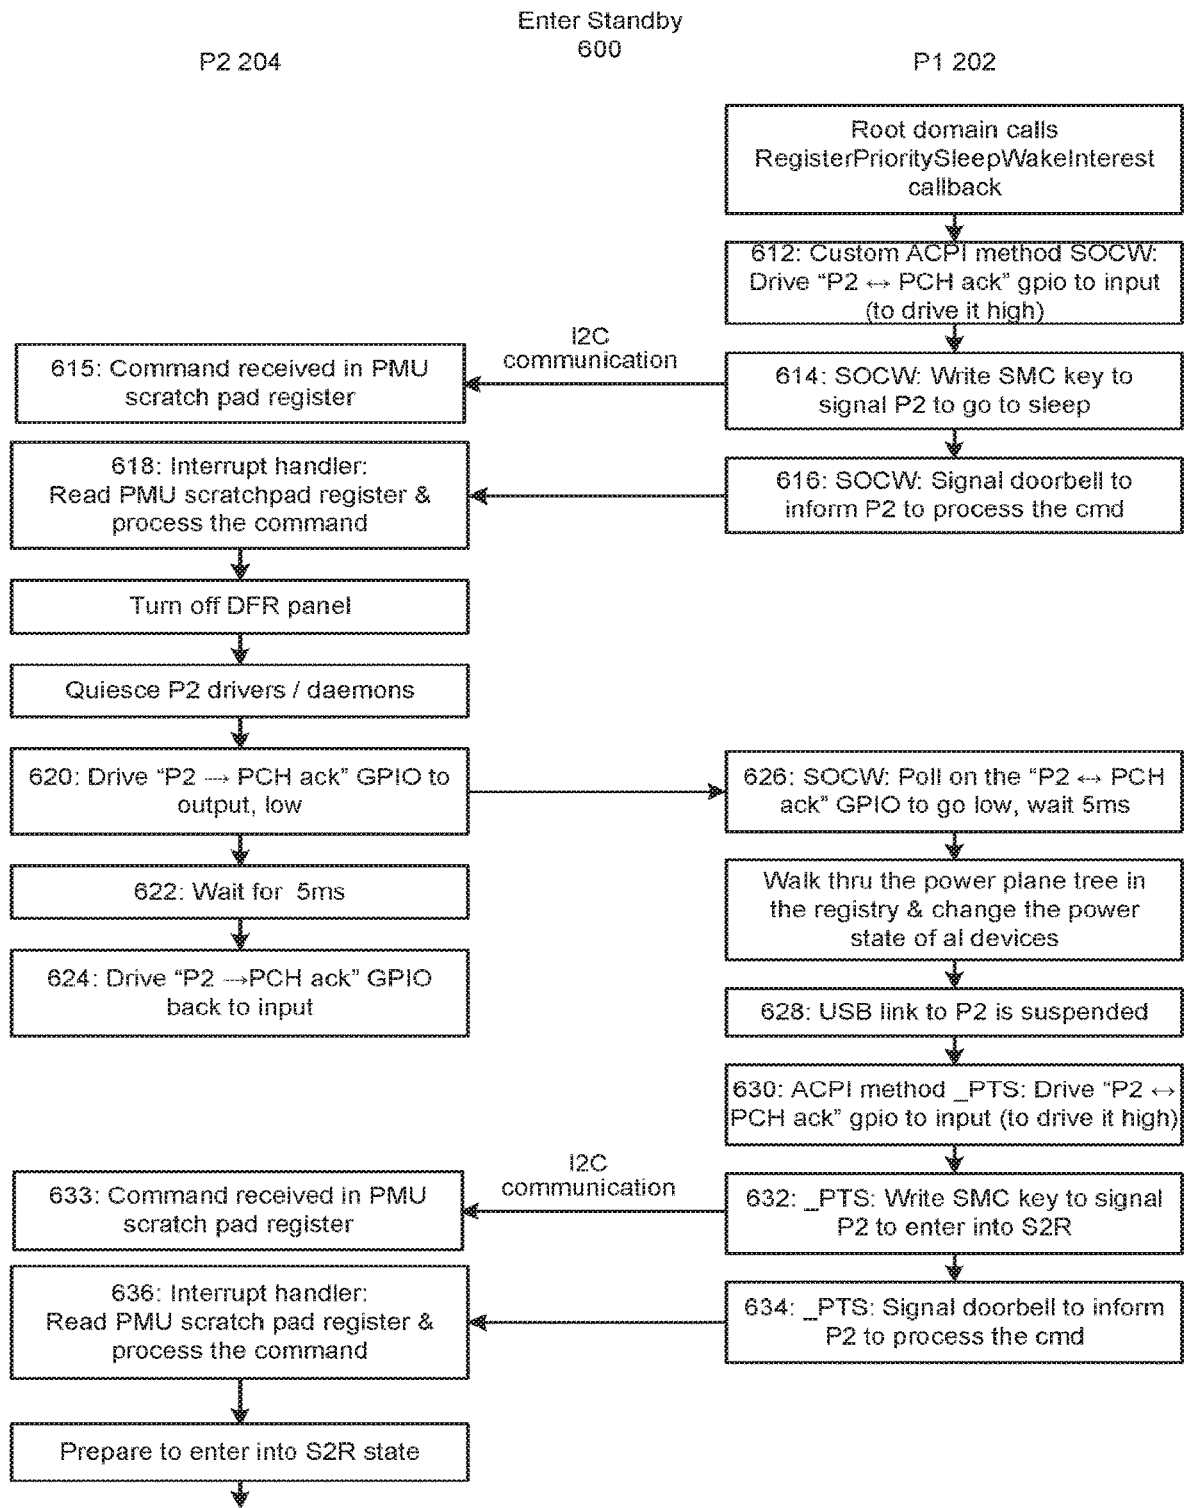 Enter Standby
600
P2 204
P1 202
Root domain calls
RegisterPrioritySleepWakeInterest
callback
612: Custom ACPI method SOCW:
Drive “P2 ↔ PCH ack” gpio to input
(to drive it high)
I2C
communication
615: Command received in PMU
scratch pad register
614: SOCW: Write SMC key to
signal P2 to go to sleep
618: Interrupt handler:
Read PMU scratchpad register &
process the command
616: SOCW: Signal doorbell to
inform P2 to process the cmd
Turn off DFR panel
Quiesce P2 drivers / daemons
620: Drive “P2 → PCH ack” GPIO to
output, low
626: SOCW: Poll on the “P2 ↔ PCH
ack” GPIO to go low, wait 5ms
622: Wait for 5ms
Walk thru the power plane tree in
the registry & change the power
state of al devices
624: Drive “P2 →PCH ack” GPIO
back to input
628: USB link to P2 is suspended
630: ACPI method _PTS: Drive “P2 ↔
PCH ack” gpio to input (to drive it high)
I2C
communication
633: Command received in PMU
scratch pad register
632: _PTS: Write SMC key to signal
P2 to enter into S2R
636: Interrupt handler:
Read PMU scratch pad register &
process the command
634: _PTS: Signal doorbell to inform
P2 to process the cmd
Prepare to enter into S2R state